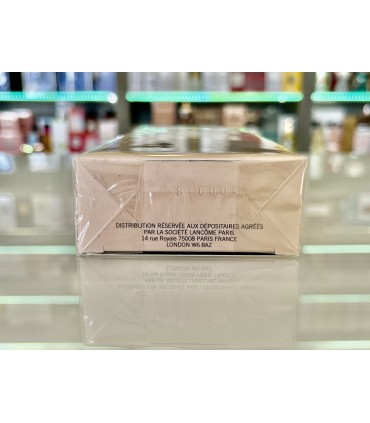 DISTRIBUTION RÉSERVÉE AUX DÉPOSITAIRES AGRÉÉS
PAR LA SOCIÉTÉ LANCÔME PARIS
14 rue Royale 75008 PARIS FRANCE
LONDON W6 8AZ